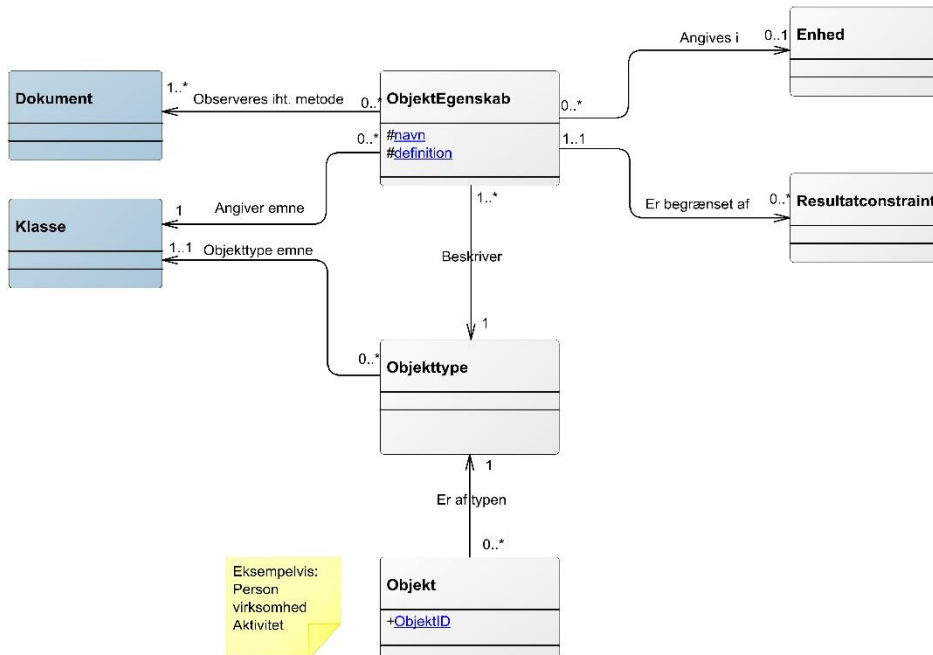 0..1
Enhed
Angives i
1..*
Dokument
Observeres iht. metode
0..*
ObjektEgenskab
0..*
#navn
#definition
0..*
1..1
1..*
Klasse
1
Angiver emne
1..1
Objekttype emne
Er begrænset af
0..*
Resultatconstraint
Beskriver
1
0..*
Objekttype
1
Er af typen
0..*
Eksempelvis:
Person
virksomhed
Aktivitet
Objekt
+ObjektID